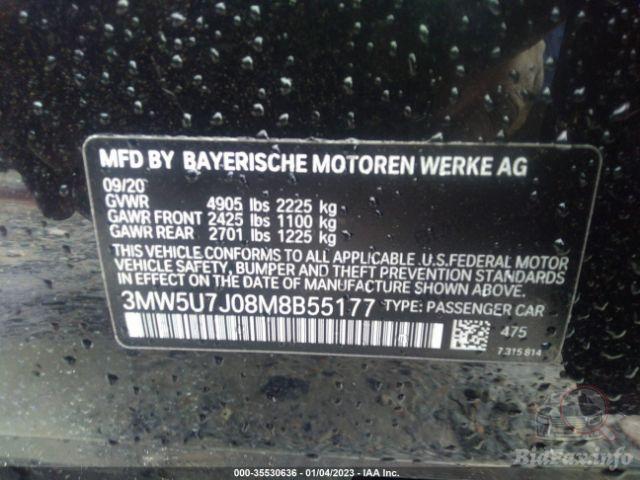 MFD BY BAYERISCHE MOTOREN WERKE AG
09/20
GVWR 4905 lbs 2225 kg
GAWR FRONT 2425 lbs 1100 kg
GAWR REAR 2701 lbs 1225 kg
THIS VEHICLE CONFORMS TO ALL APPLICABLE U.S.FEDERAL MOTOR
VEHICLE SAFETY, BUMPER AND THEFT PREVENTION STANDARDS
IN EFFECT ON THE DATE OF MANUFACTURE SHOWN ABOVE.
3MW5U7J08M8B55177 TYPE: PASSENGER CAR
475
7 315 814
BidFax.info
000-35530636 - 01/04/2023 - IAA Inc.